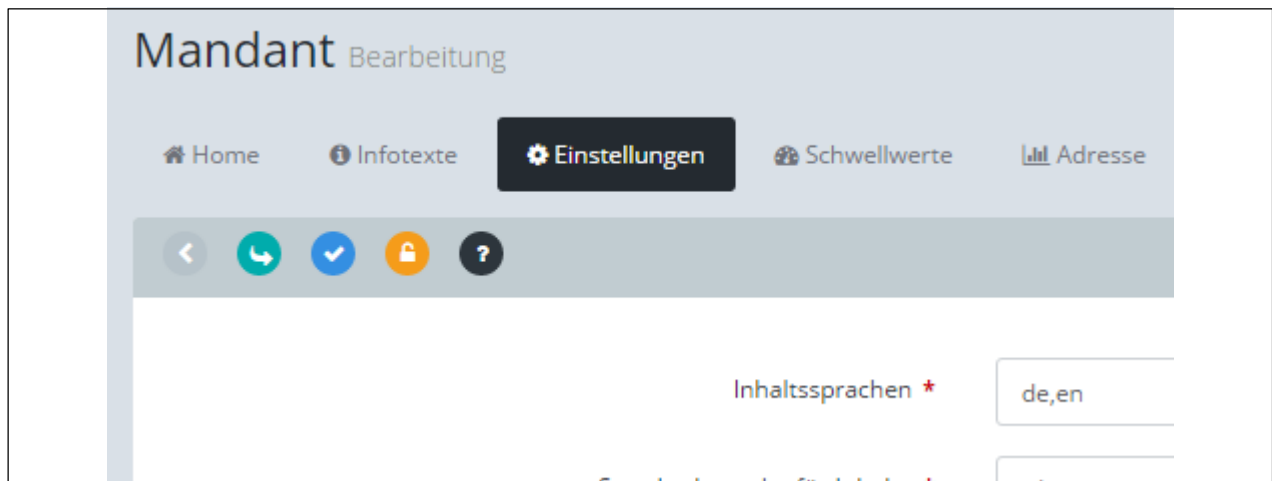 Mandant Bearbeitung
Home Infotexte Einstellungen Schwellwerte Adresse
?
Inhaltssprachen * de,en